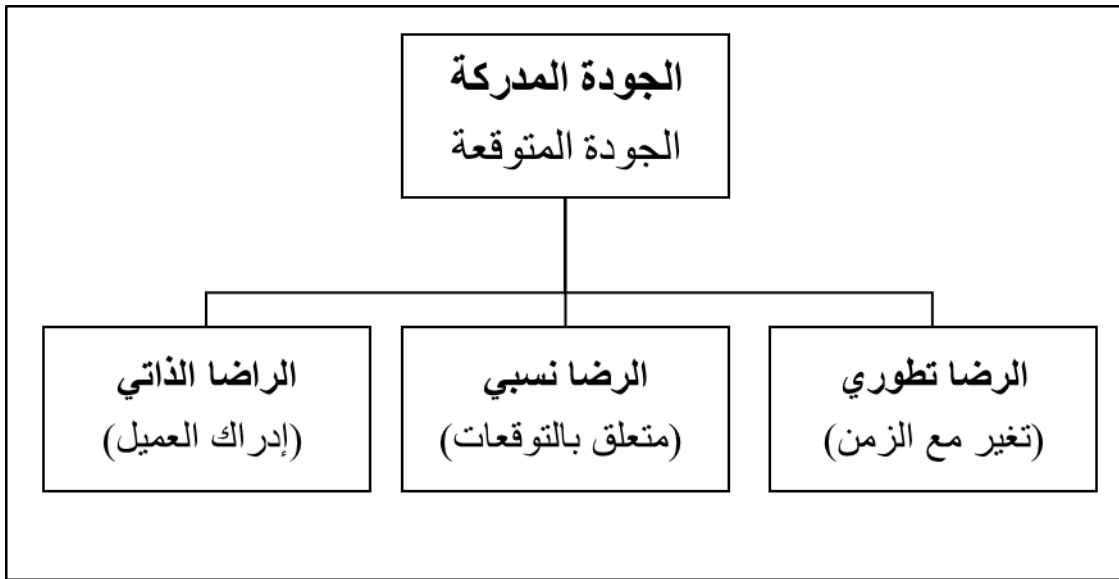 الجودة المدركة
الجودة المتوقعة
الرضا تطوري
(تغير مع الزمن)
الرضا نسبي
(متعلق بالتوقعات)
الراضا الذاتي
(إدراك العميل)